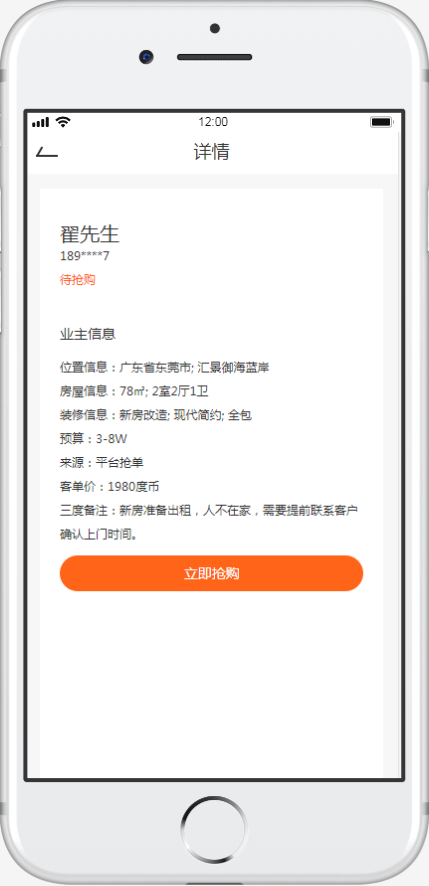 12:00
详情
翟先生
189****7
待抢购
业主信息
位置信息：广东省东莞市; 汇景御海蓝岸
房屋信息：78㎡; 2室2厅1卫
装修信息：新房改造; 现代简约; 全包
预算：3-8W
来源：平台抢单
客单价：1980度币
三度备注：新房准备出租，人不在家，需要提前联系客户
确认上门时间。
立即抢购